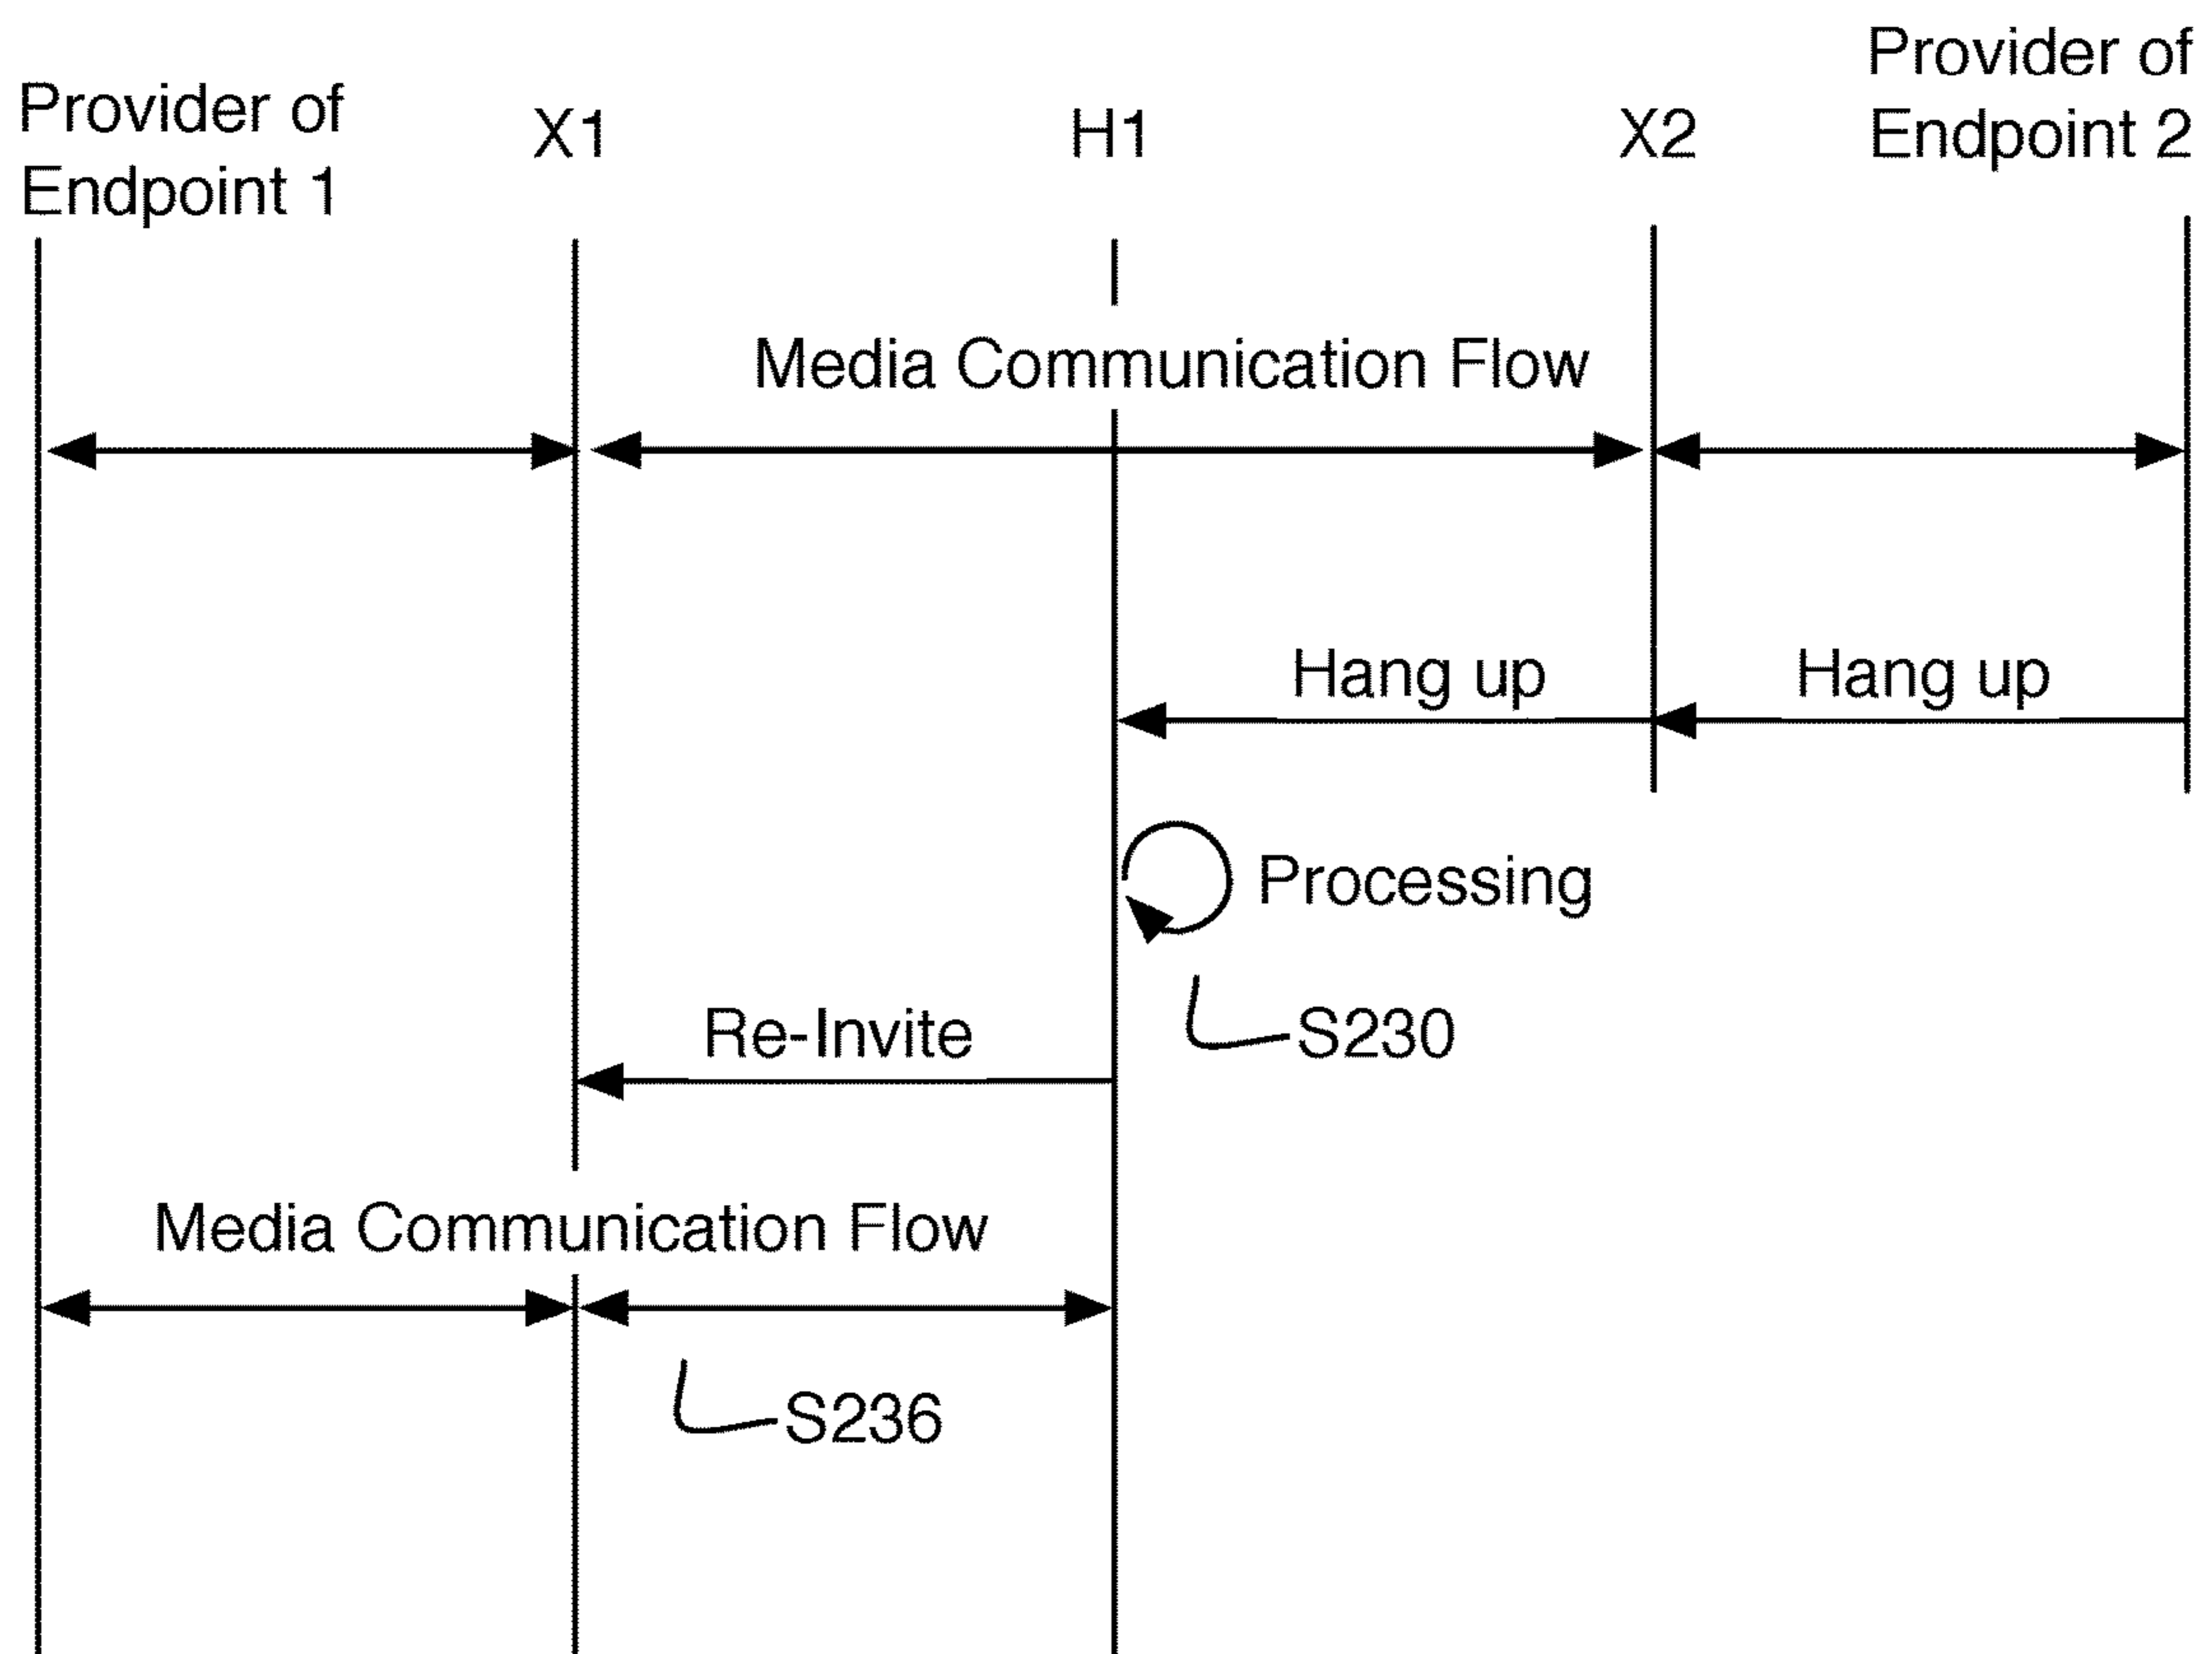 Provider of
Endpoint 1
X1
H1
X2
Provider of
Endpoint 2
Media Communication Flow
Hang up
Hang up
Processing
S230
Re-Invite
Media Communication Flow
S236